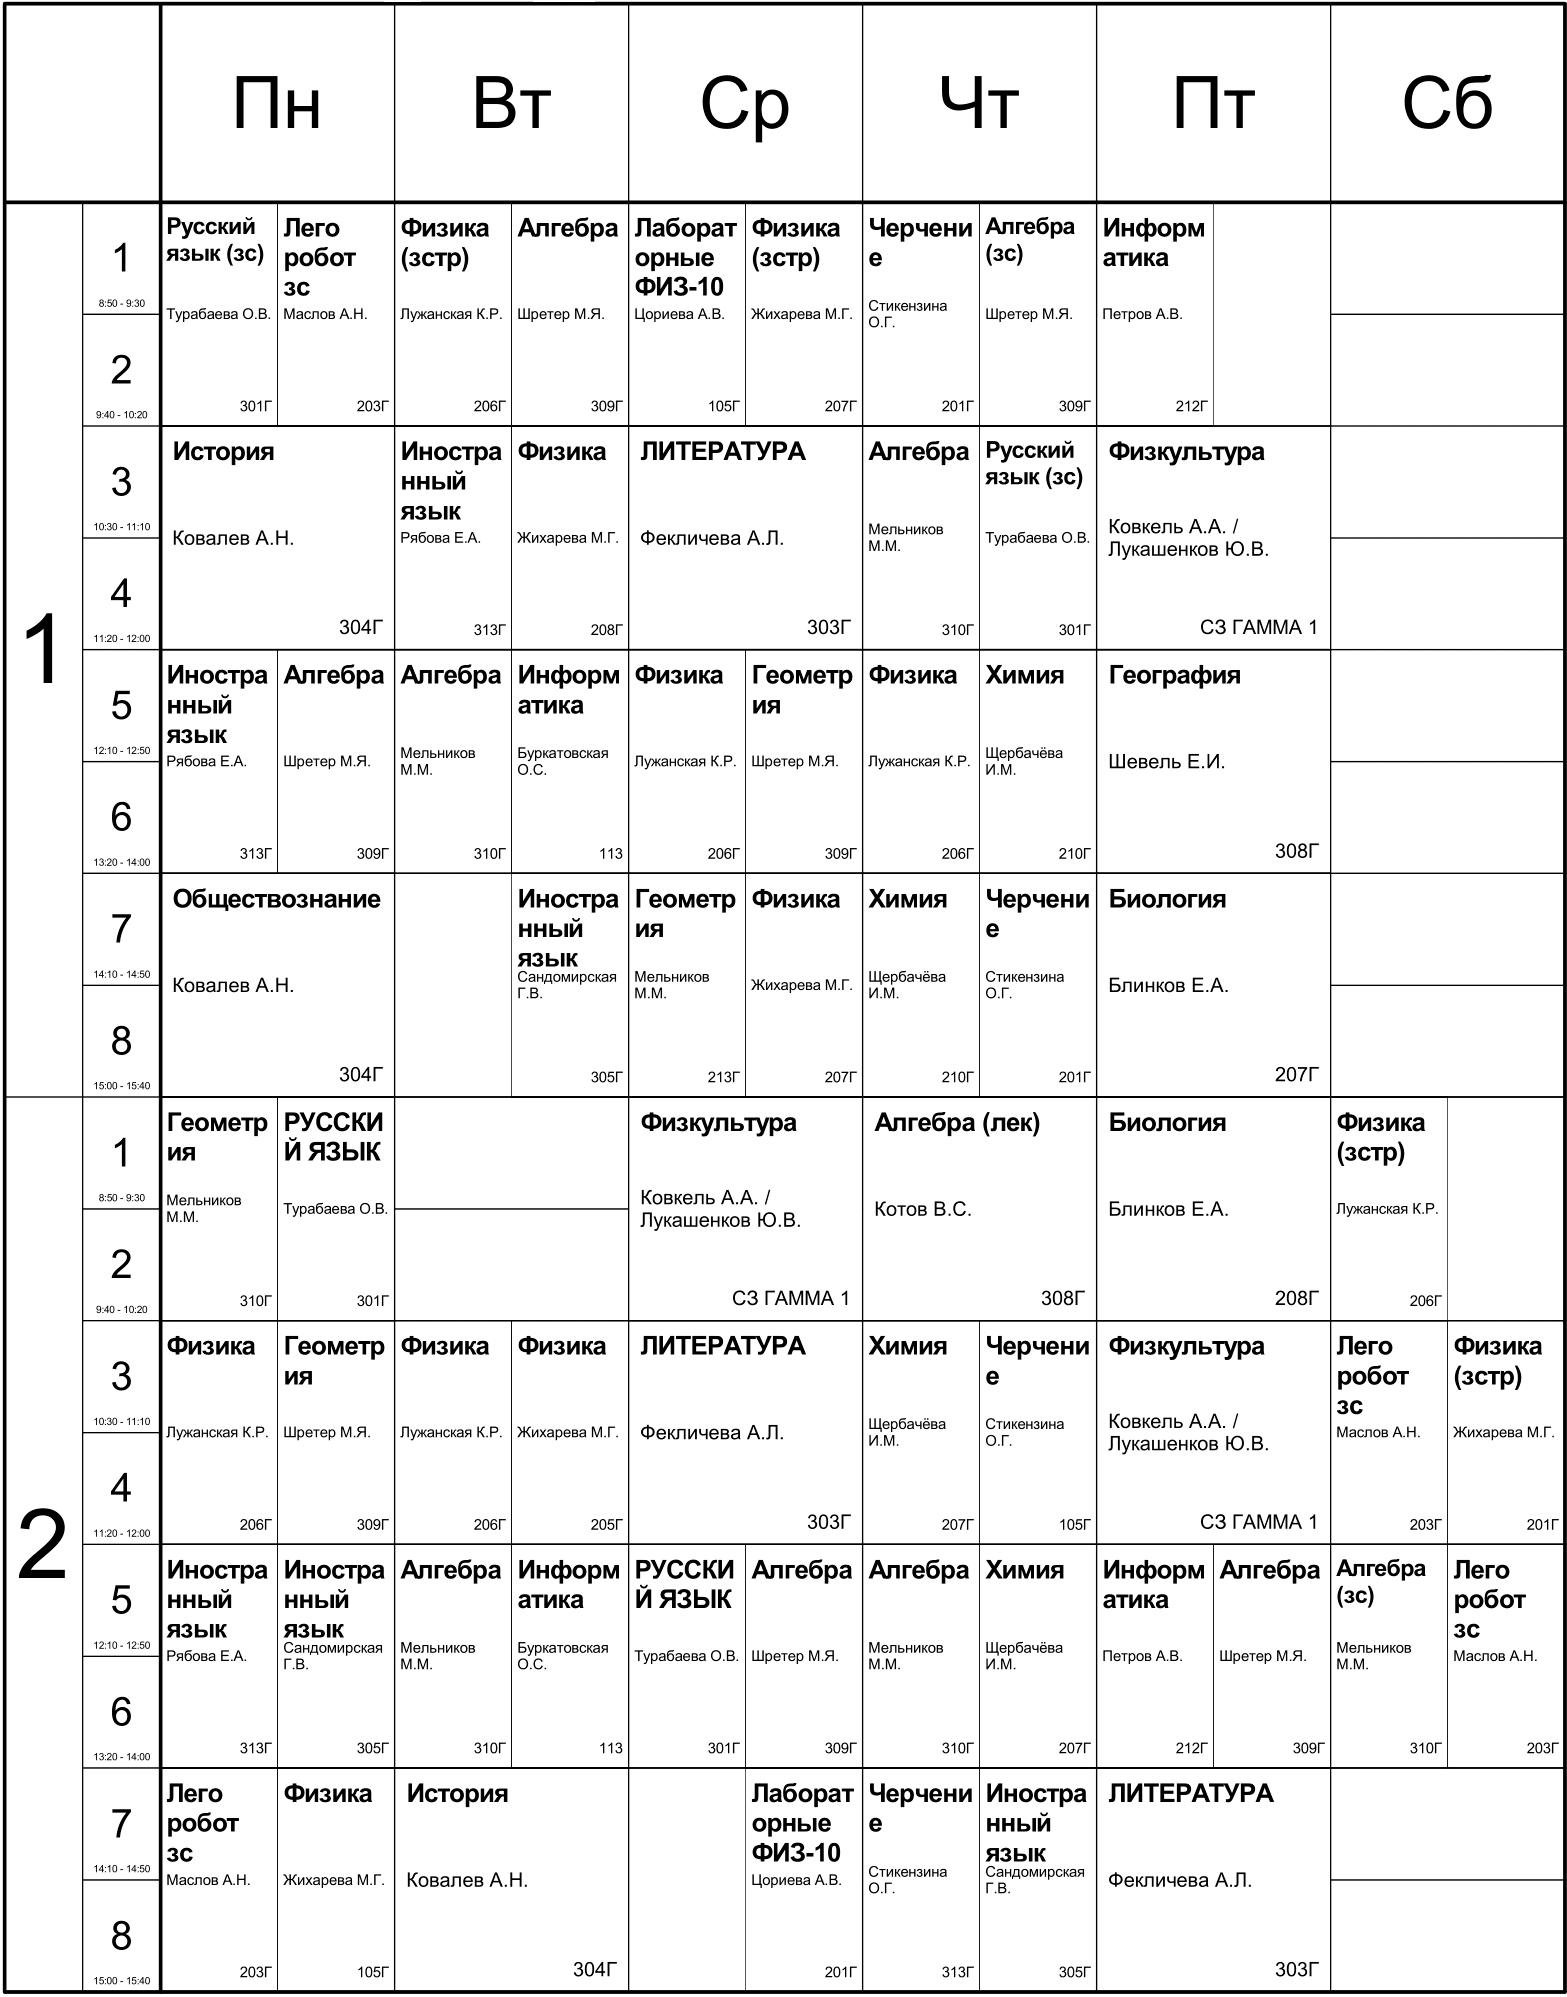 Пн Вт Ср Чт Пт Сб
1
1
8:50 - 9:30
2
9:40 - 10:20
Русский
язык (зс)
Турабаева О.В.
301Г
Лего
робот
зс
Маслов А.Н.
203Г
Физика
(зстр)
Лужанская К.Р.
206Г
Алгебра
Шретер М.Я.
309Г
Лаборат
орные
ФИЗ-10
Цориева А.В.
105Г
Физика
(зстр)
Жихарева М.Г.
207Г
Черчени
е
Стикензина
О.Г.
201Г
Алгебра
(зс)
Шретер М.Я.
309Г
Информ
атика
Петров А.В.
212Г
3
10:30 - 11:10
4
11:20 - 12:00
История
Ковалев А.Н.
304Г
Иностра
нный
язык
Рябова Е.А.
313Г
Физика
Жихарева М.Г.
208Г
ЛИТЕРАТУРА
Фекличева А.Л.
303Г
Алгебра
Мельников
М.М.
310Г
Русский
язык (зс)
Турабаева О.В.
301Г
Физкультура
Ковкель А.А. /
Лукашенков Ю.В.
СЗ ГАММА 1
5
12:10 - 12:50
6
13:20 - 14:00
Иностра
нный
язык
Рябова Е.А.
313Г
Алгебра
Шретер М.Я.
309Г
Алгебра
Мельников
М.М.
310Г
Информ
атика
Буркатовская
О.С.
113
Физика
Лужанская К.Р.
206Г
Геометр
ия
Шретер М.Я.
309Г
Физика
Лужанская К.Р.
206Г
Химия
Щербачёва
И.М.
210Г
География
Шевель Е.И.
308Г
7
14:10 - 14:50
8
15:00 - 15:40
Обществознание
Ковалев А.Н.
304Г
Иностра
нный
язык
Сандомирская
Г.В.
305Г
Геометр
ия
Мельников
М.М.
213Г
Физика
Жихарева М.Г.
207Г
Химия
Щербачёва
И.М.
210Г
Черчени
е
Стикензина
О.Г.
201Г
Биология
Блинков Е.А.
207Г
2
1
8:50 - 9:30
2
9:40 - 10:20
Геометр
ия
Мельников
М.М.
310Г
РУССКИ
Й ЯЗЫК
Турабаева О.В.
301Г
Физкультура
Ковкель А.А. /
Лукашенков Ю.В.
СЗ ГАММА 1
Алгебра (лек)
Котов В.С.
308Г
Биология
Блинков Е.А.
208Г
Физика
(зстр)
Лужанская К.Р.
206Г
3
10:30 - 11:10
4
11:20 - 12:00
Физика
Лужанская К.Р.
206Г
Геометр
ия
Шретер М.Я.
309Г
Физика
Лужанская К.Р.
206Г
Физика
Жихарева М.Г.
205Г
ЛИТЕРАТУРА
Фекличева А.Л.
303Г
Химия
Щербачёва
И.М.
207Г
Черчени
е
Стикензина
О.Г.
105Г
Физкультура
Ковкель А.А. /
Лукашенков Ю.В.
СЗ ГАММА 1
Лего
робот
зс
Маслов А.Н.
203Г
Физика
(зстр)
Жихарева М.Г.
201Г
5
12:10 - 12:50
6
13:20 - 14:00
Иностра
нный
язык
Рябова Е.А.
313Г
Иностра
нный
язык
Сандомирская
Г.В.
305Г
Алгебра
Мельников
М.М.
310Г
Информ
атика
Буркатовская
О.С.
113
РУССКИ
Й ЯЗЫК
Турабаева О.В.
301Г
Алгебра
Шретер М.Я.
309Г
Алгебра
Мельников
М.М.
310Г
Химия
Щербачёва
И.М.
207Г
Информ
атика
Петров А.В.
212Г
Алгебра
Шретер М.Я.
309Г
Алгебра
(зс)
Мельников
М.М.
310Г
Лего
робот
зс
Маслов А.Н.
203Г
7
14:10 - 14:50
8
15:00 - 15:40
Лего
робот
зс
Маслов А.Н.
203Г
Физика
Жихарева М.Г.
105Г
История
Ковалев А.Н.
304Г
Лаборат
орные
ФИЗ-10
Цориева А.В.
201Г
Черчени
е
Стикензина
О.Г.
313Г
Иностра
нный
язык
Сандомирская
Г.В.
305Г
ЛИТЕРАТУРА
Фекличева А.Л.
303Г